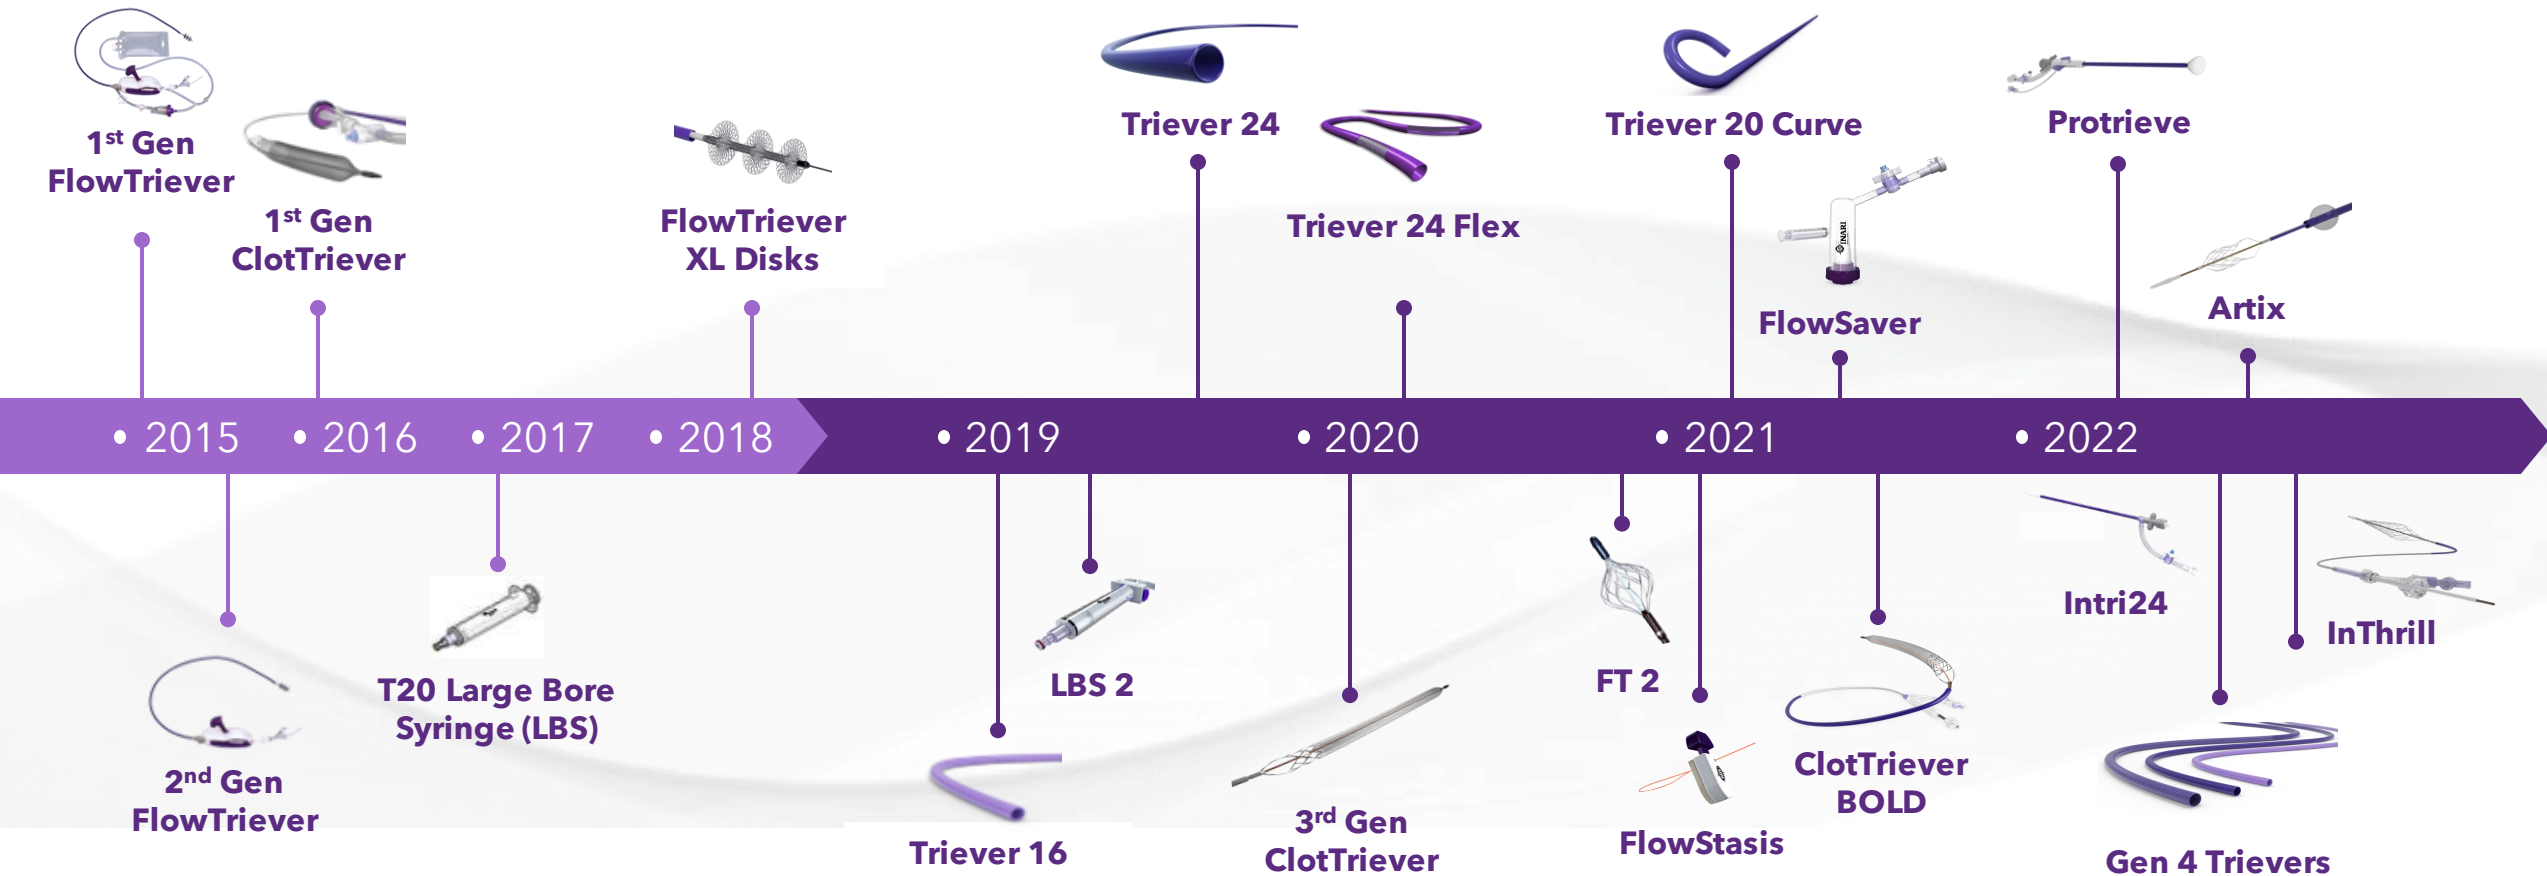 1st Gen
FlowTriever
1st Gen
ClotTriever
FlowTriever
XL Disks
Triever 24
Triever 24 Flex
Triever 20 Curve
INARI
FlowSaver
Protrieve
Artix
• 2015 • 2016 • 2017 • 2018 • 2019 • 2020 • 2021 • 2022
2nd Gen
FlowTriever
T20 Large Bore
Syringe (LBS)
Triever 16
LBS 2
3rd Gen
ClotTriever
FT 2
FlowStasis
ClotTriever
BOLD
Intri24
Gen 4 Trievers
InThrill